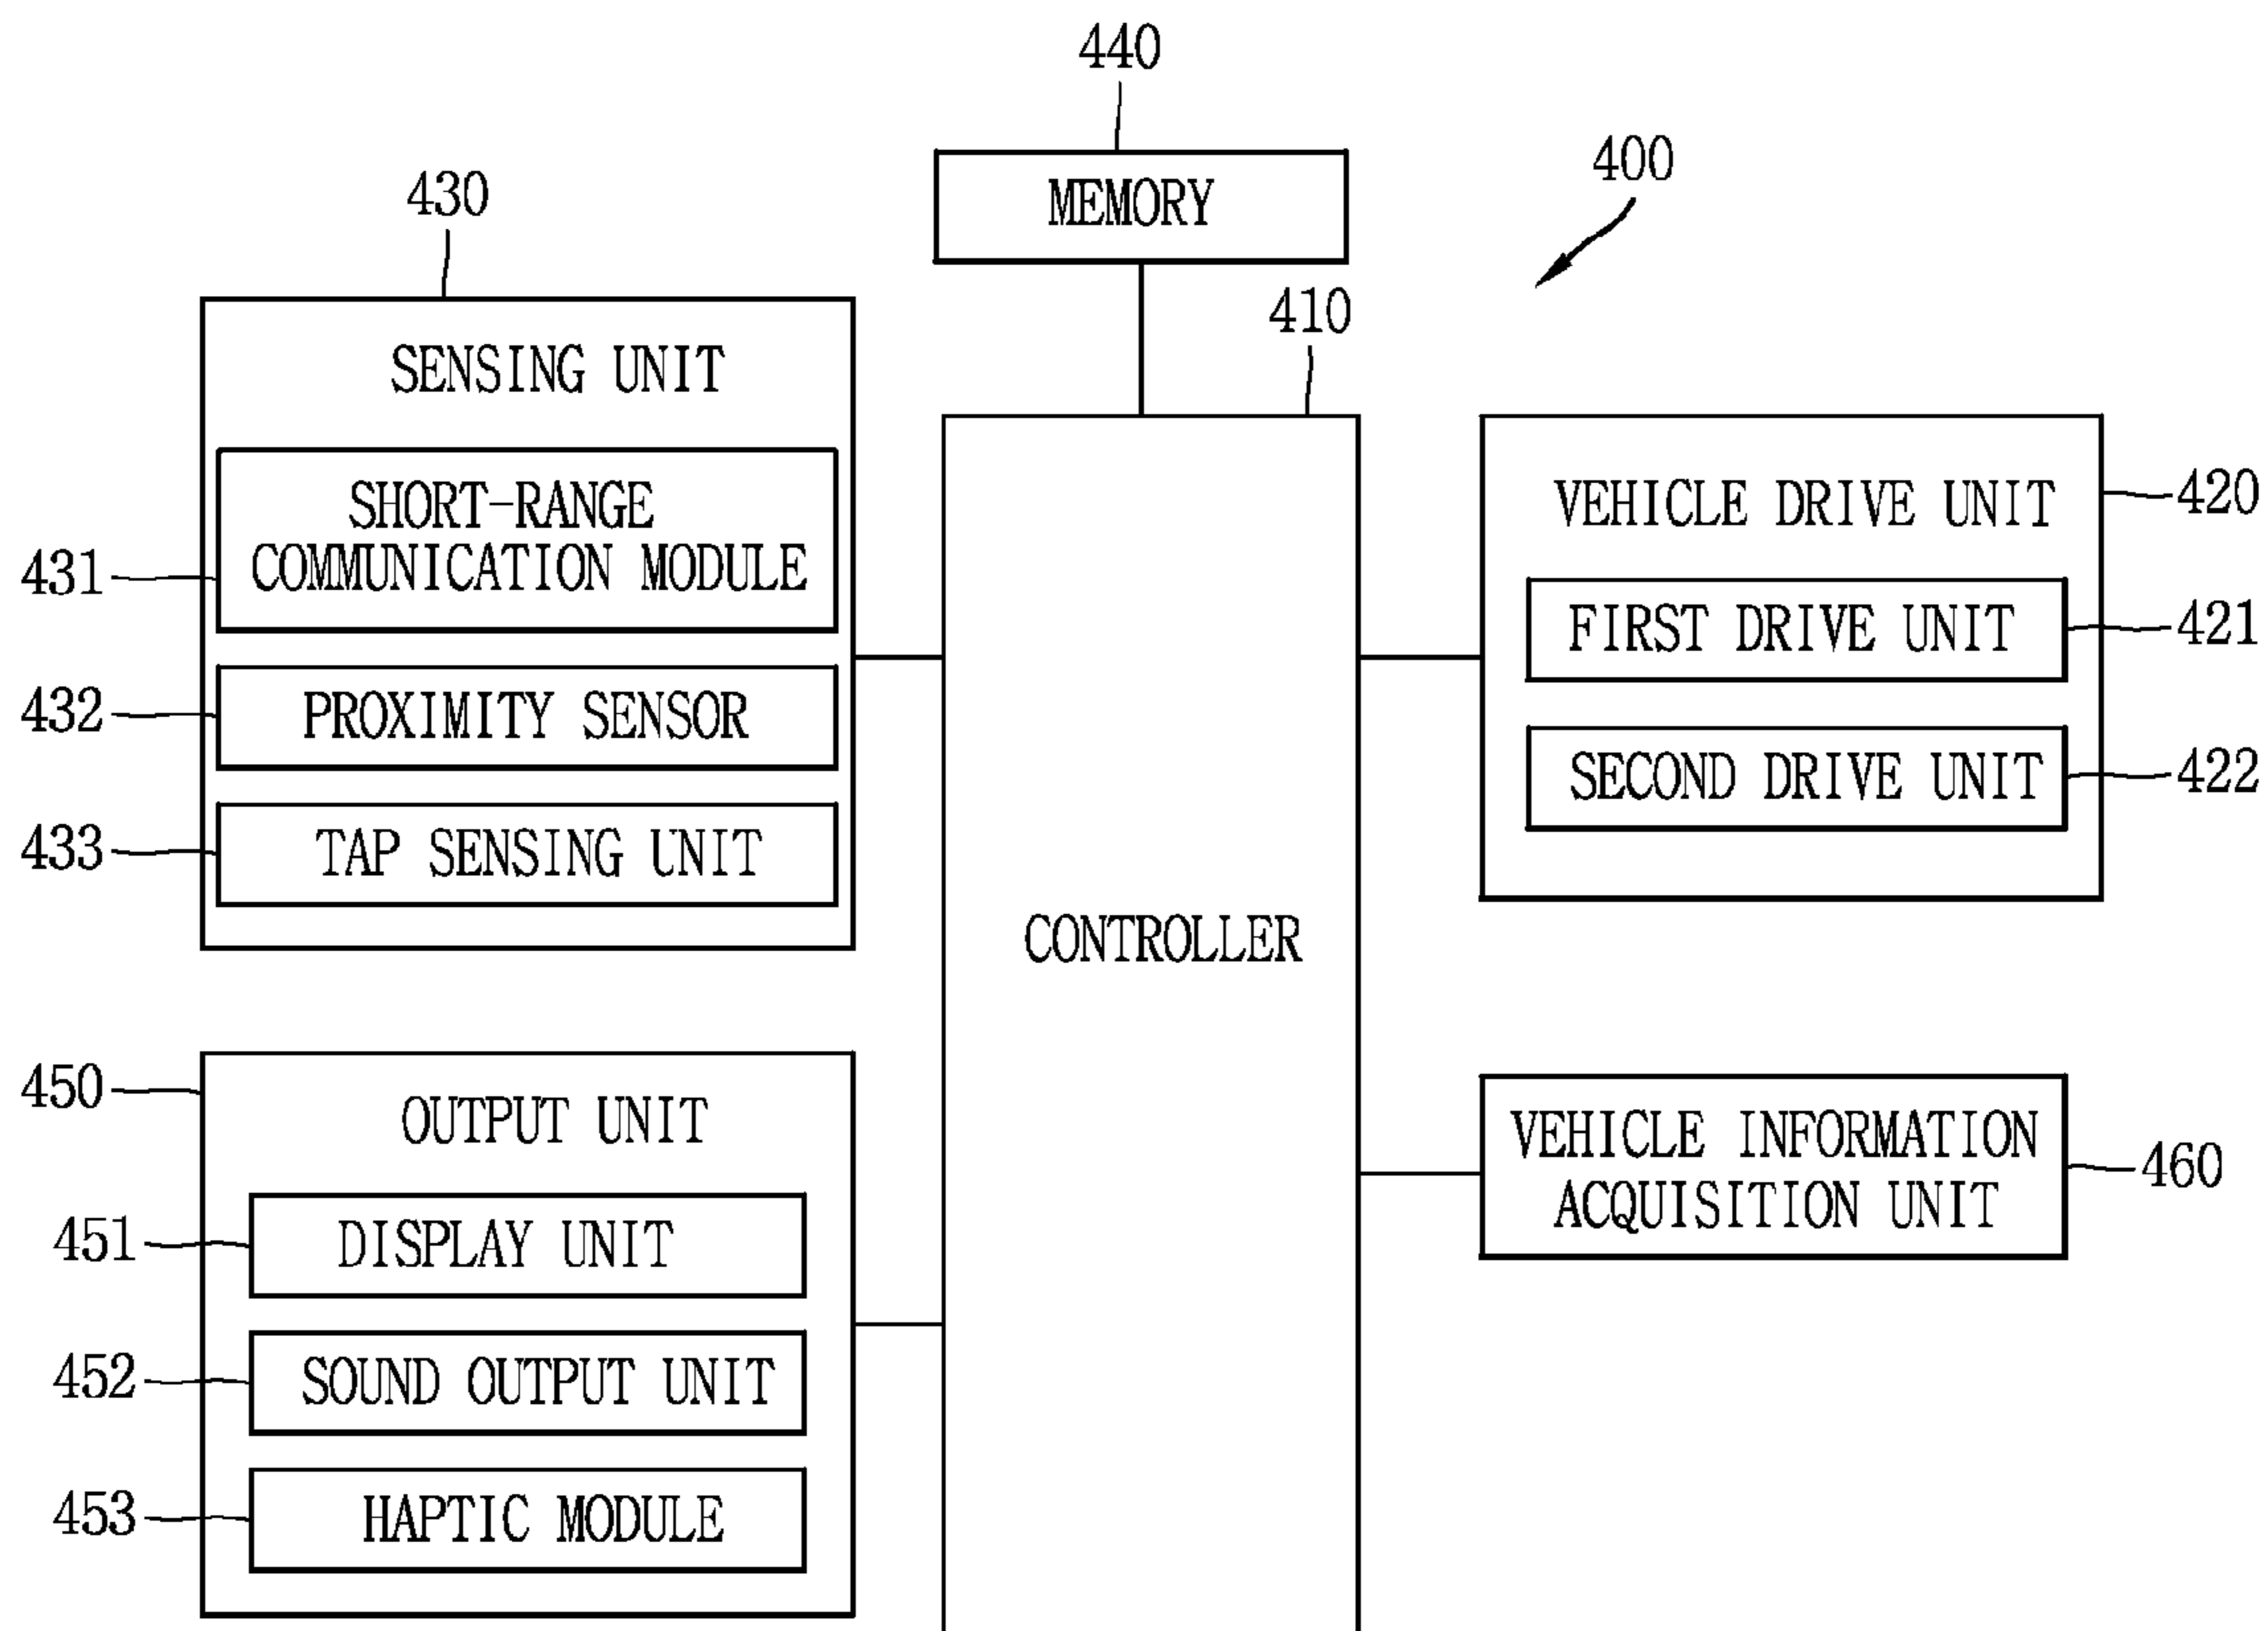 440
MEMORY
400
410
430
SENSING UNIT
SHORT-RANGE
COMMUNICATION MODULE
431
PROXIMITY SENSOR
432
TAP SENSING UNIT
433
CONTROLLER
VEHICLE DRIVE UNIT
420
FIRST DRIVE UNIT
421
SECOND DRIVE UNIT
422
450
OUTPUT UNIT
451
DISPLAY UNIT
452
SOUND OUTPUT UNIT
453
HAPTIC MODULE
VEHICLE INFORMATION
ACQUISITION UNIT
460